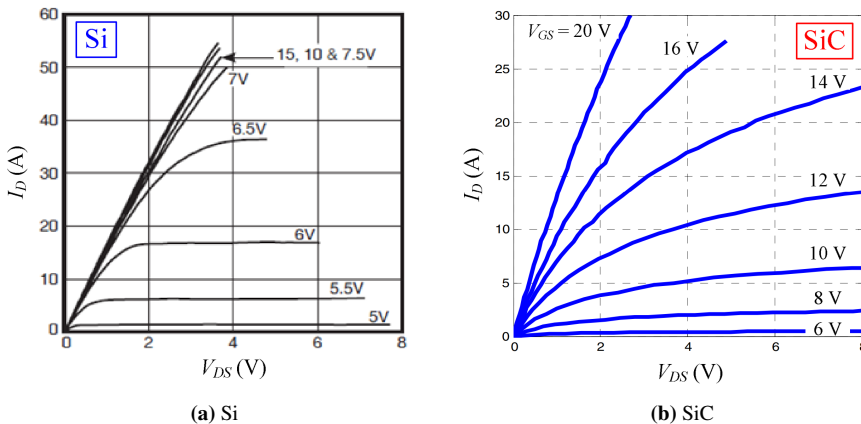 Si
60
50
40
30
20
10
0
I_D (A)
15, 10 & 7.5V
7V
6.5V
6V
5.5V
5V
0 2 4 6 8
V_DS (V)
(a) Si
SiC
30
25
20
15
10
5
0
I_D (A)
V_GS = 20 V
16 V
14 V
12 V
10 V
8 V
6 V
0 2 4 6 8
V_DS (V)
(b) SiC